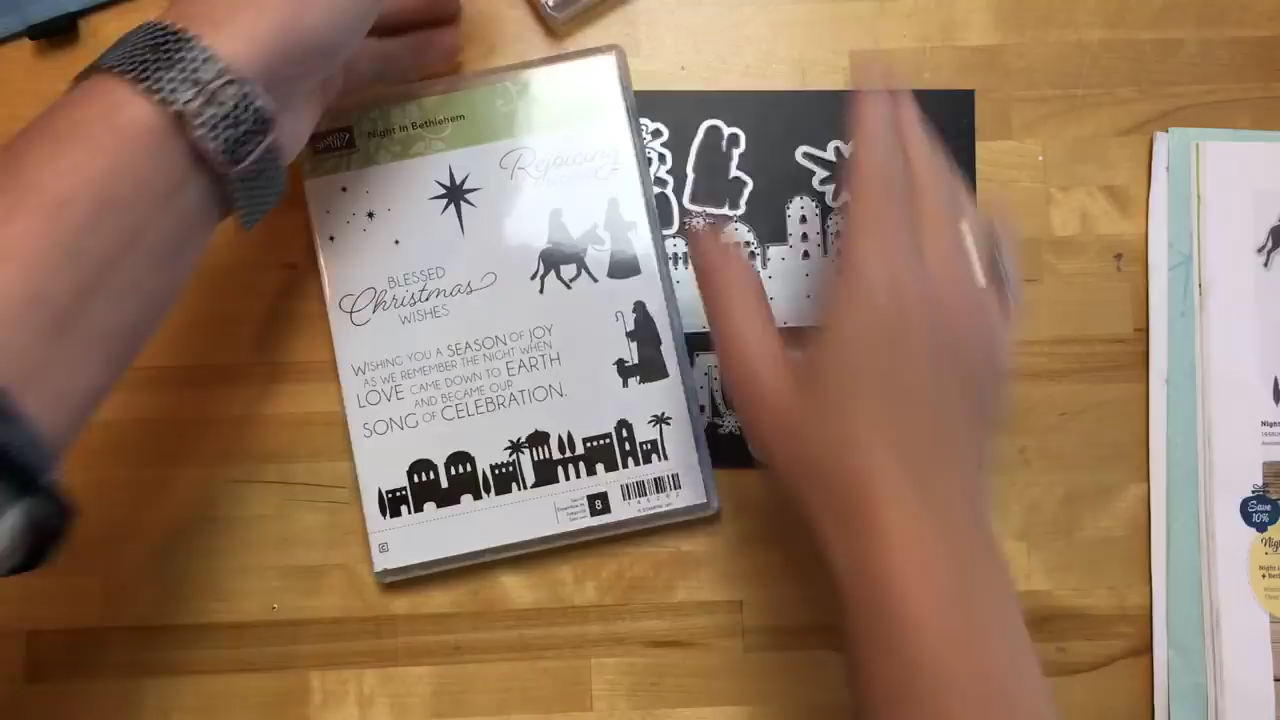 Night in Bethlehem
Rejoicing
BLESSED
Christmas
WISHES
WISHING YOU A SEASON OF JOY
AS WE REMEMBER THE NIGHT WHEN
LOVE CAME DOWN TO EARTH
AND BECAME OUR
SONG OF CELEBRATION.
8
C
Save
10%